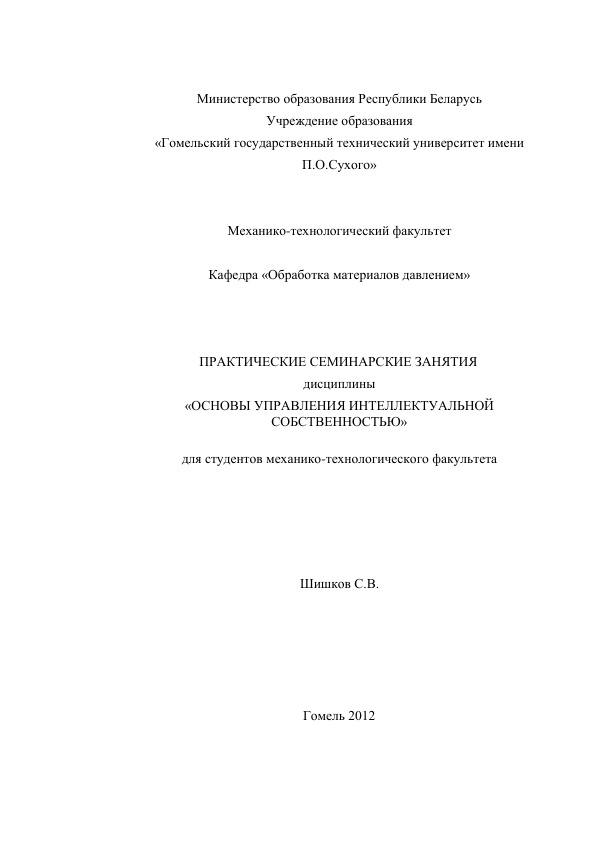 Министерство образования Республики Беларусь
Учреждение образования
«Гомельский государственный технический университет имени
П.О.Сухого»
Механико-технологический факультет
Кафедра «Обработка материалов давлением»
ПРАКТИЧЕСКИЕ СЕМИНАРСКИЕ ЗАНЯТИЯ
дисциплины
«ОСНОВЫ УПРАВЛЕНИЯ ИНТЕЛЛЕКТУАЛЬНОЙ
СОБСТВЕННОСТЬЮ»
для студентов механико-технологического факультета
Шишков С.В.
Гомель 2012